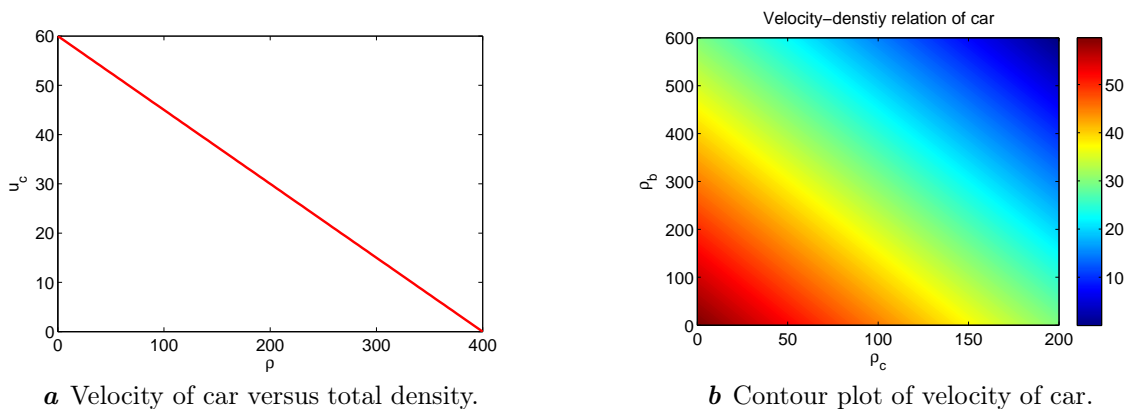 60
50
40
30
20
10
0
u_c
0 100 200 300 400
ρ
a Velocity of car versus total density.
Velocity−denstiy relation of car
600
500
400
300
200
100
0
ρ_b
0 50 100 150 200
ρ_c
50
40
30
20
10
b Contour plot of velocity of car.